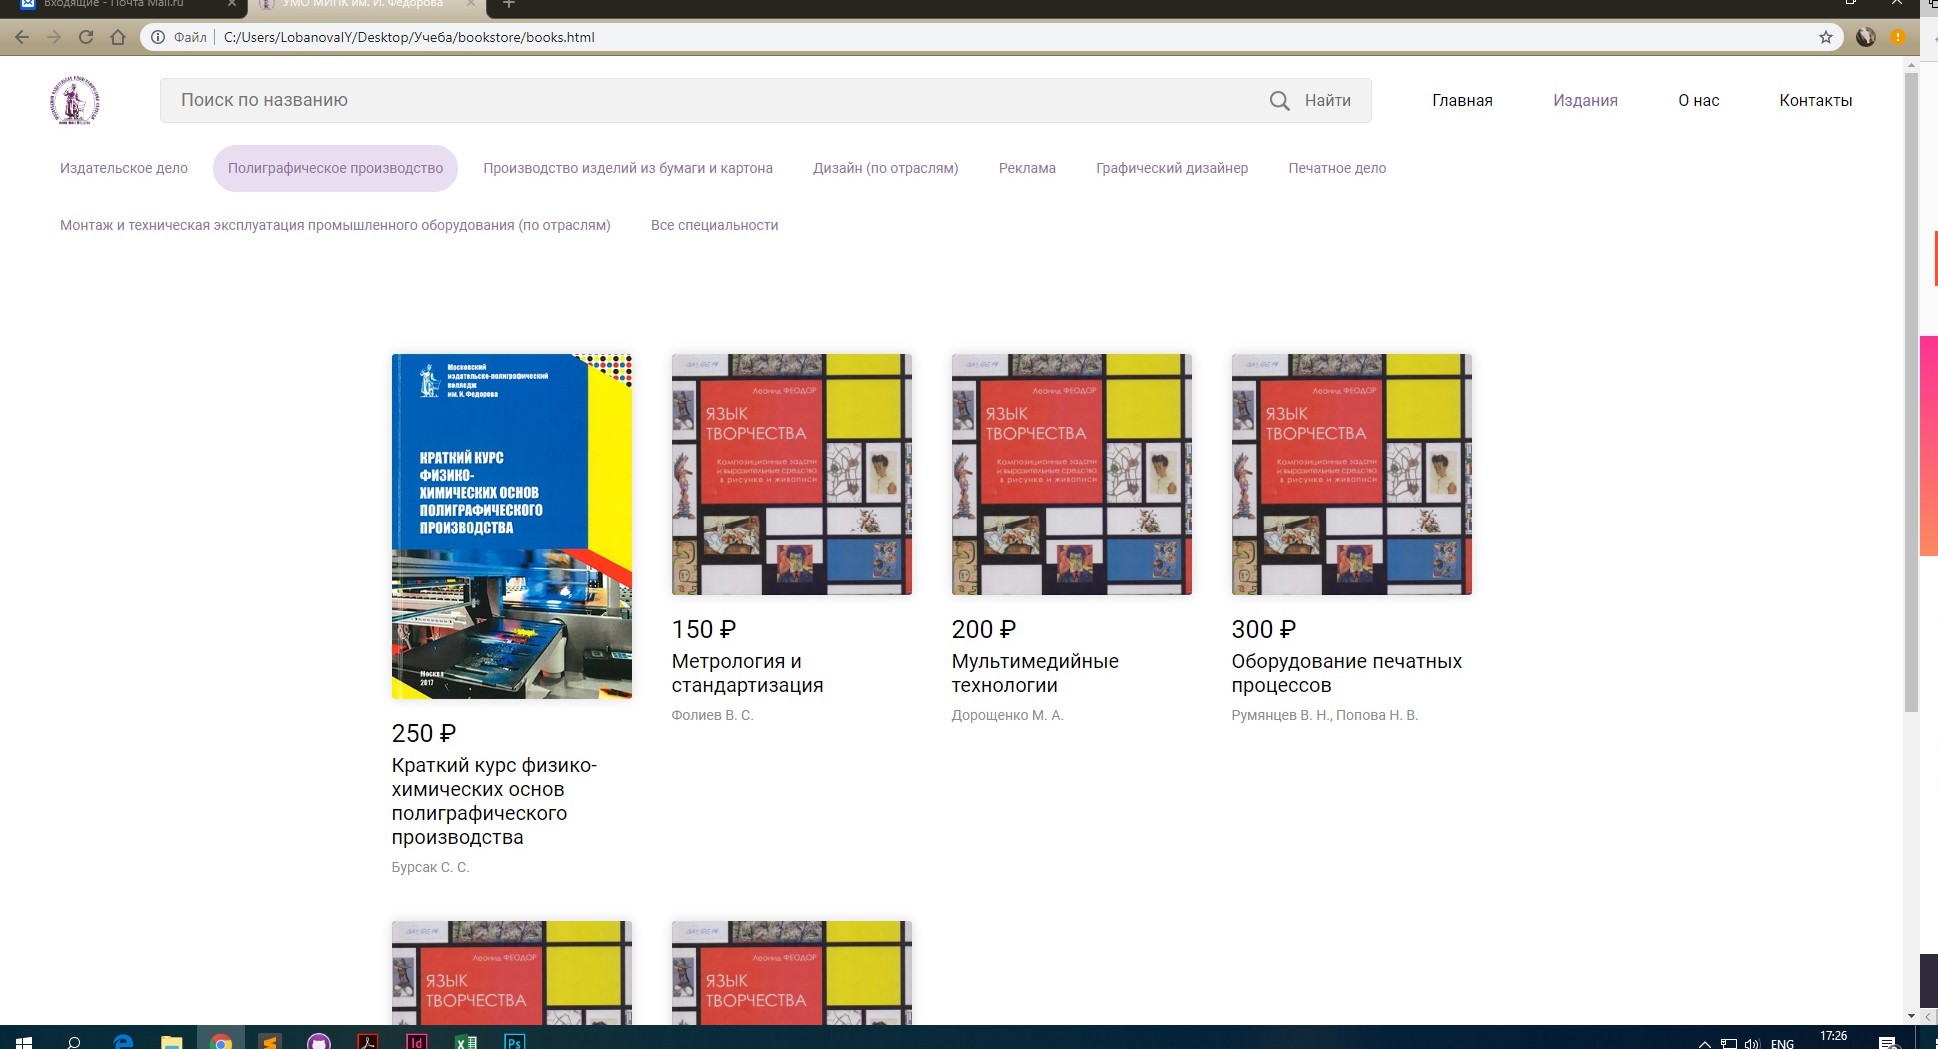 Входящие - Почта Mail.ru
УМО МИПК им. И. Федорова
Файл
C:/Users/LobanovaIY/Desktop/Учеба/bookstore/books.html
Поиск по названию
Найти
Главная
Издания
О нас
Контакты
Издательское дело
Полиграфическое производство
Производство изделий из бумаги и картона
Дизайн (по отраслям)
Реклама
Графический дизайнер
Печатное дело
Монтаж и техническая эксплуатация промышленного оборудования (по отраслям)
Все специальности
Московский
издательско-полиграфический
колледж
им. И. Федорова
КРАТКИЙ КУРС
ФИЗИКО-
ХИМИЧЕСКИХ ОСНОВ
ПОЛИГРАФИЧЕСКОГО
ПРОИЗВОДСТВА
Москва
2017
250 ₽
Краткий курс физико-
химических основ
полиграфического
производства
Бурсак С. С.
Леонид ФЕОДОР
ЯЗЫК
ТВОРЧЕСТВА
Композиционные задачи
и выразительные средства
в рисунке и живописи
150 ₽
Метрология и
стандартизация
Фолиев В. С.
Леонид ФЕОДОР
ЯЗЫК
ТВОРЧЕСТВА
Композиционные задачи
и выразительные средства
в рисунке и живописи
200 ₽
Мультимедийные
технологии
Дорощенко М. А.
Леонид ФЕОДОР
ЯЗЫК
ТВОРЧЕСТВА
Композиционные задачи
и выразительные средства
в рисунке и живописи
300 ₽
Оборудование печатных
процессов
Румянцев В. Н., Попова Н. В.
Леонид ФЕОДОР
ЯЗЫК
ТВОРЧЕСТВА
Леонид ФЕОДОР
ЯЗЫК
ТВОРЧЕСТВА
Id
Ps
ENG
17:26